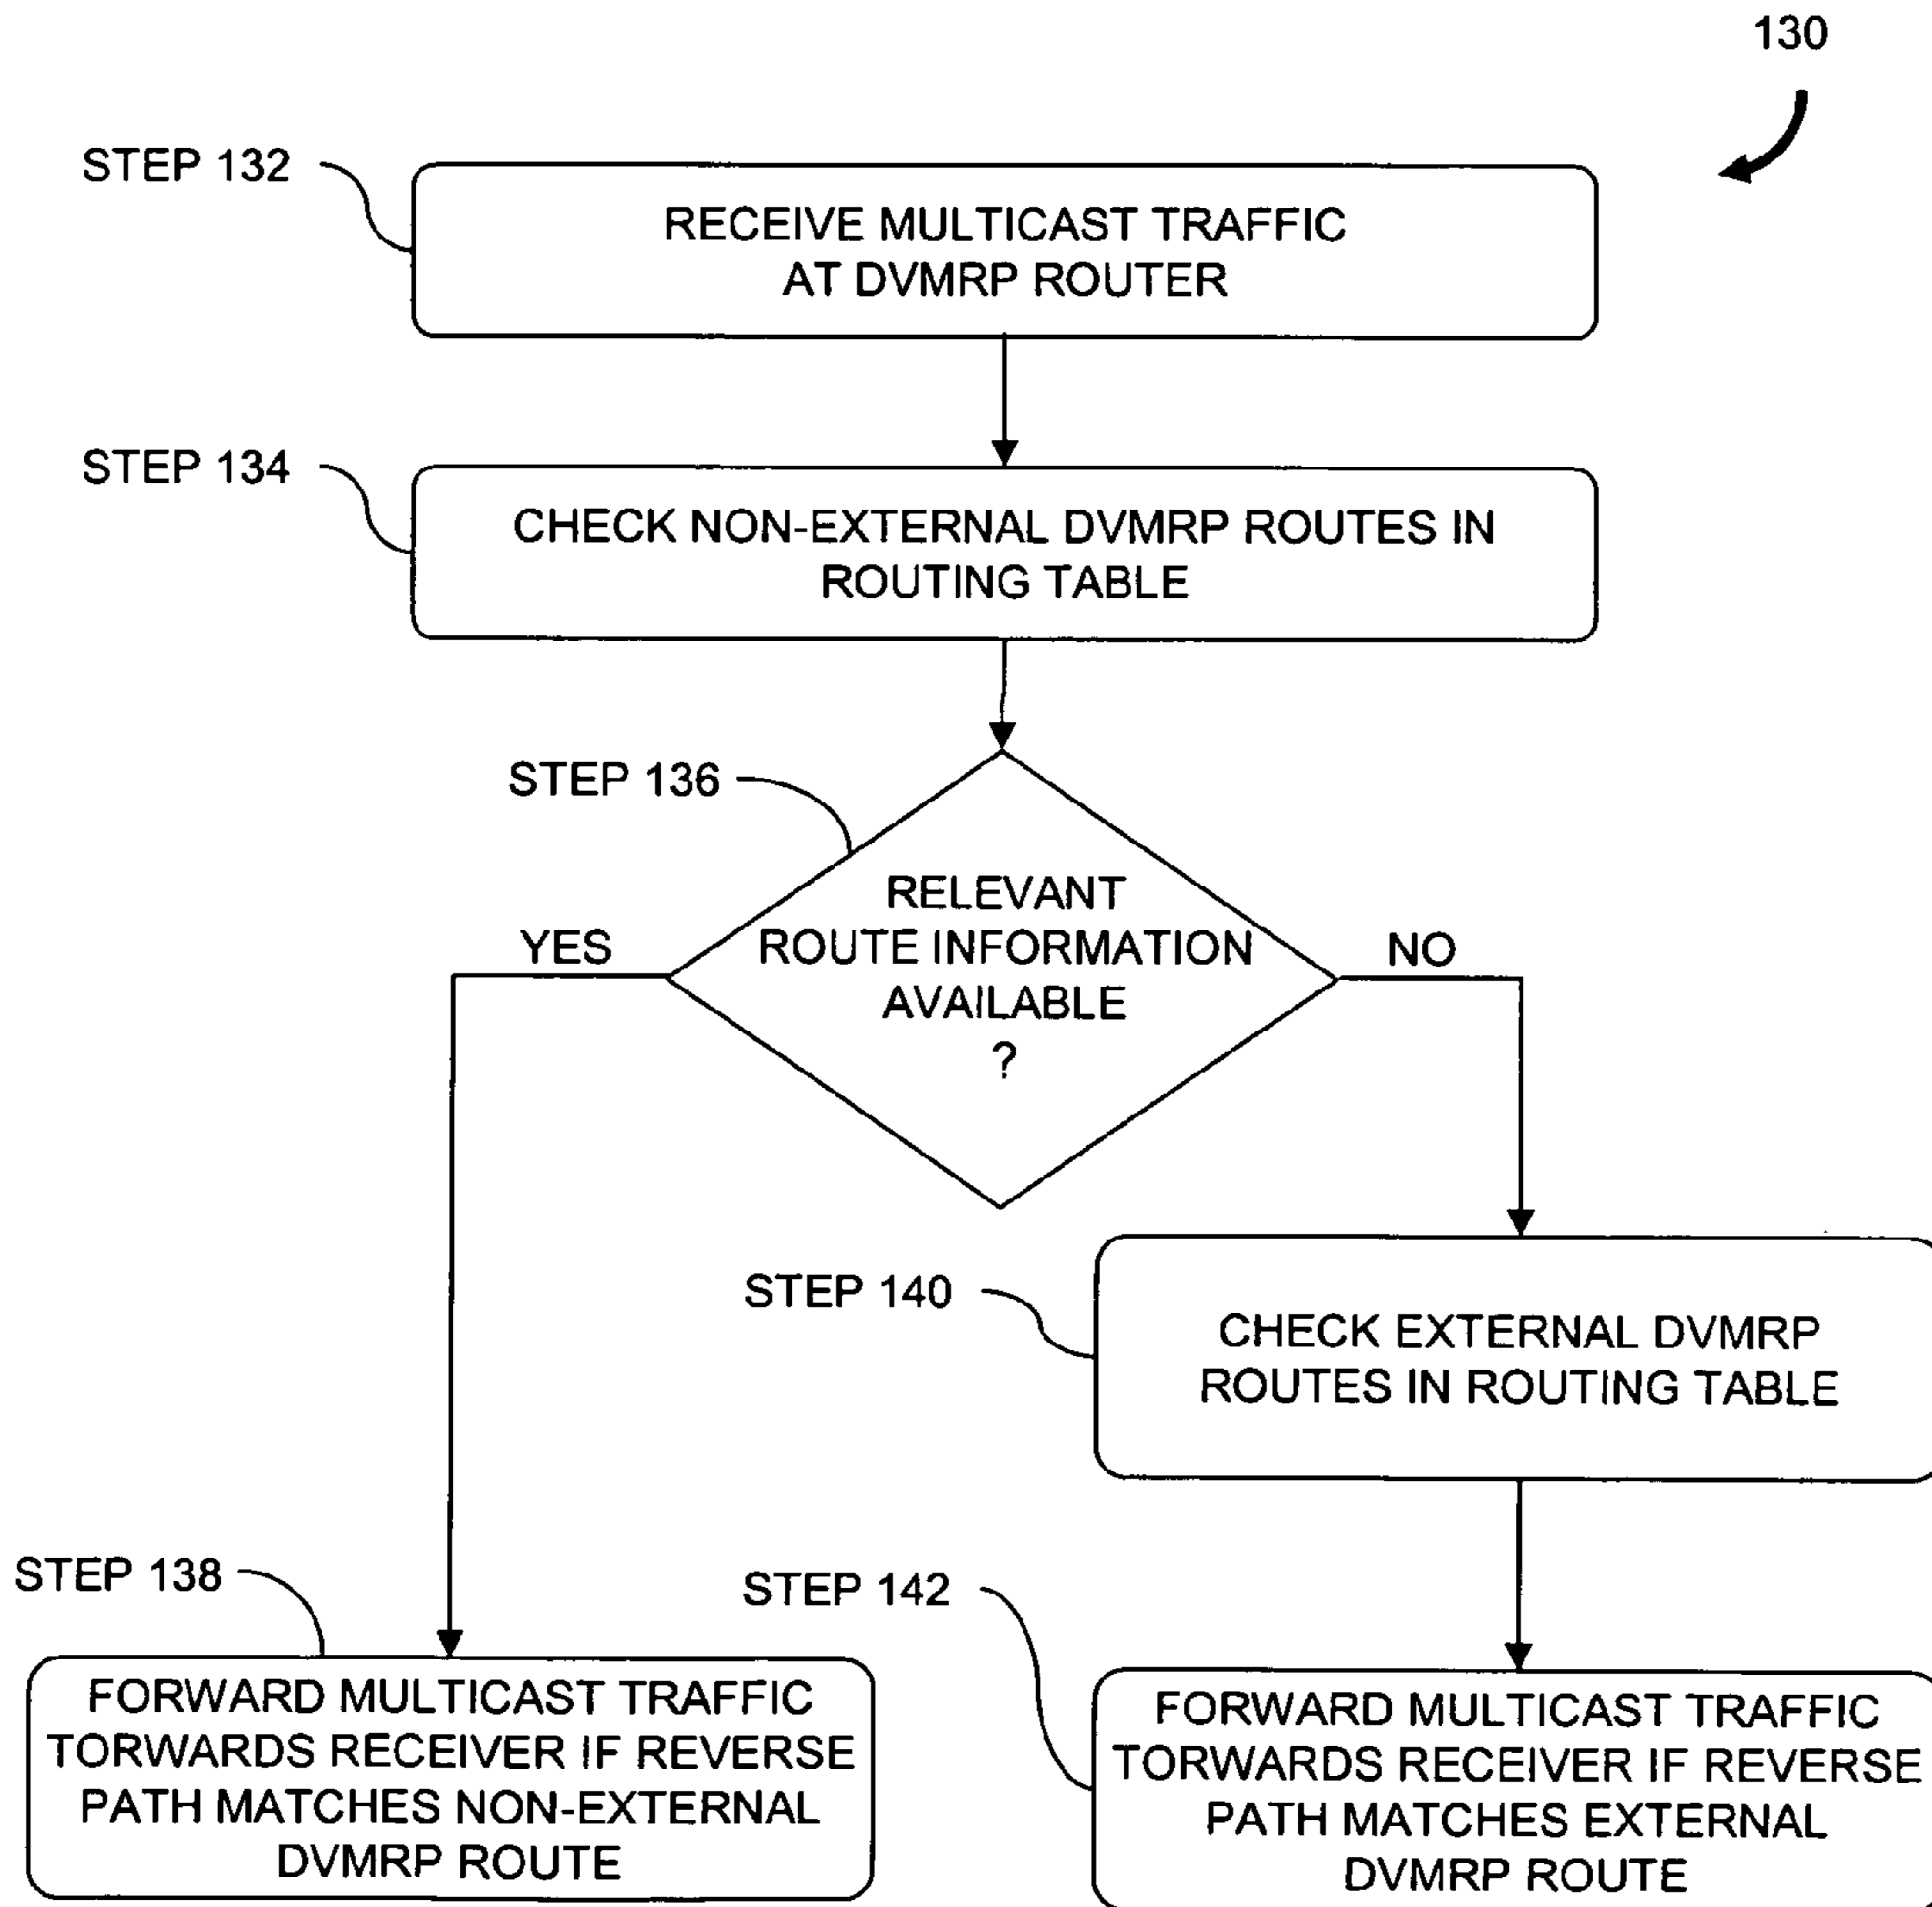 130
STEP 132
RECEIVE MULTICAST TRAFFIC
AT DVMRP ROUTER
STEP 134
CHECK NON-EXTERNAL DVMRP ROUTES IN
ROUTING TABLE
STEP 136
RELEVANT
ROUTE INFORMATION
AVAILABLE
?
YES
NO
STEP 140
CHECK EXTERNAL DVMRP
ROUTES IN ROUTING TABLE
STEP 138
FORWARD MULTICAST TRAFFIC
TORWARDS RECEIVER IF REVERSE
PATH MATCHES NON-EXTERNAL
DVMRP ROUTE
STEP 142
FORWARD MULTICAST TRAFFIC
TORWARDS RECEIVER IF REVERSE
PATH MATCHES EXTERNAL
DVMRP ROUTE